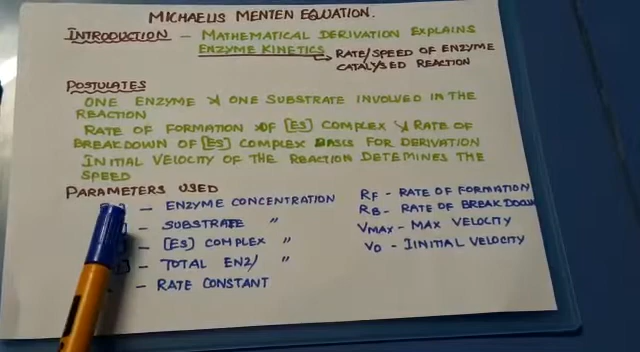 MICHAELIS MENTEN EQUATION.
INTRODUCTION - MATHEMATICAL DERIVATION EXPLAINS
ENZYME KINETICS → RATE/SPEED OF ENZYME
CATALYSED REACTION
POSTULATES
ONE ENZYME & ONE SUBSTRATE INVOLVED IN THE
REACTION
RATE OF FORMATION OF [ES] COMPLEX & RATE OF
BREAKDOWN OF [ES] COMPLEX BASIS FOR DERIVATION
INITIAL VELOCITY OF THE REACTION DETEMINES THE
SPEED
PARAMETERS USED
- ENZYME CONCENTRATION
- SUBSTRATE "
- [ES] COMPLEX "
- TOTAL ENZ/ "
- RATE CONSTANT
RF - RATE OF FORMATION
RB - RATE OF BREAKDOWN
VMAX - MAX VELOCITY
VO - IINITIAL VELOCITY